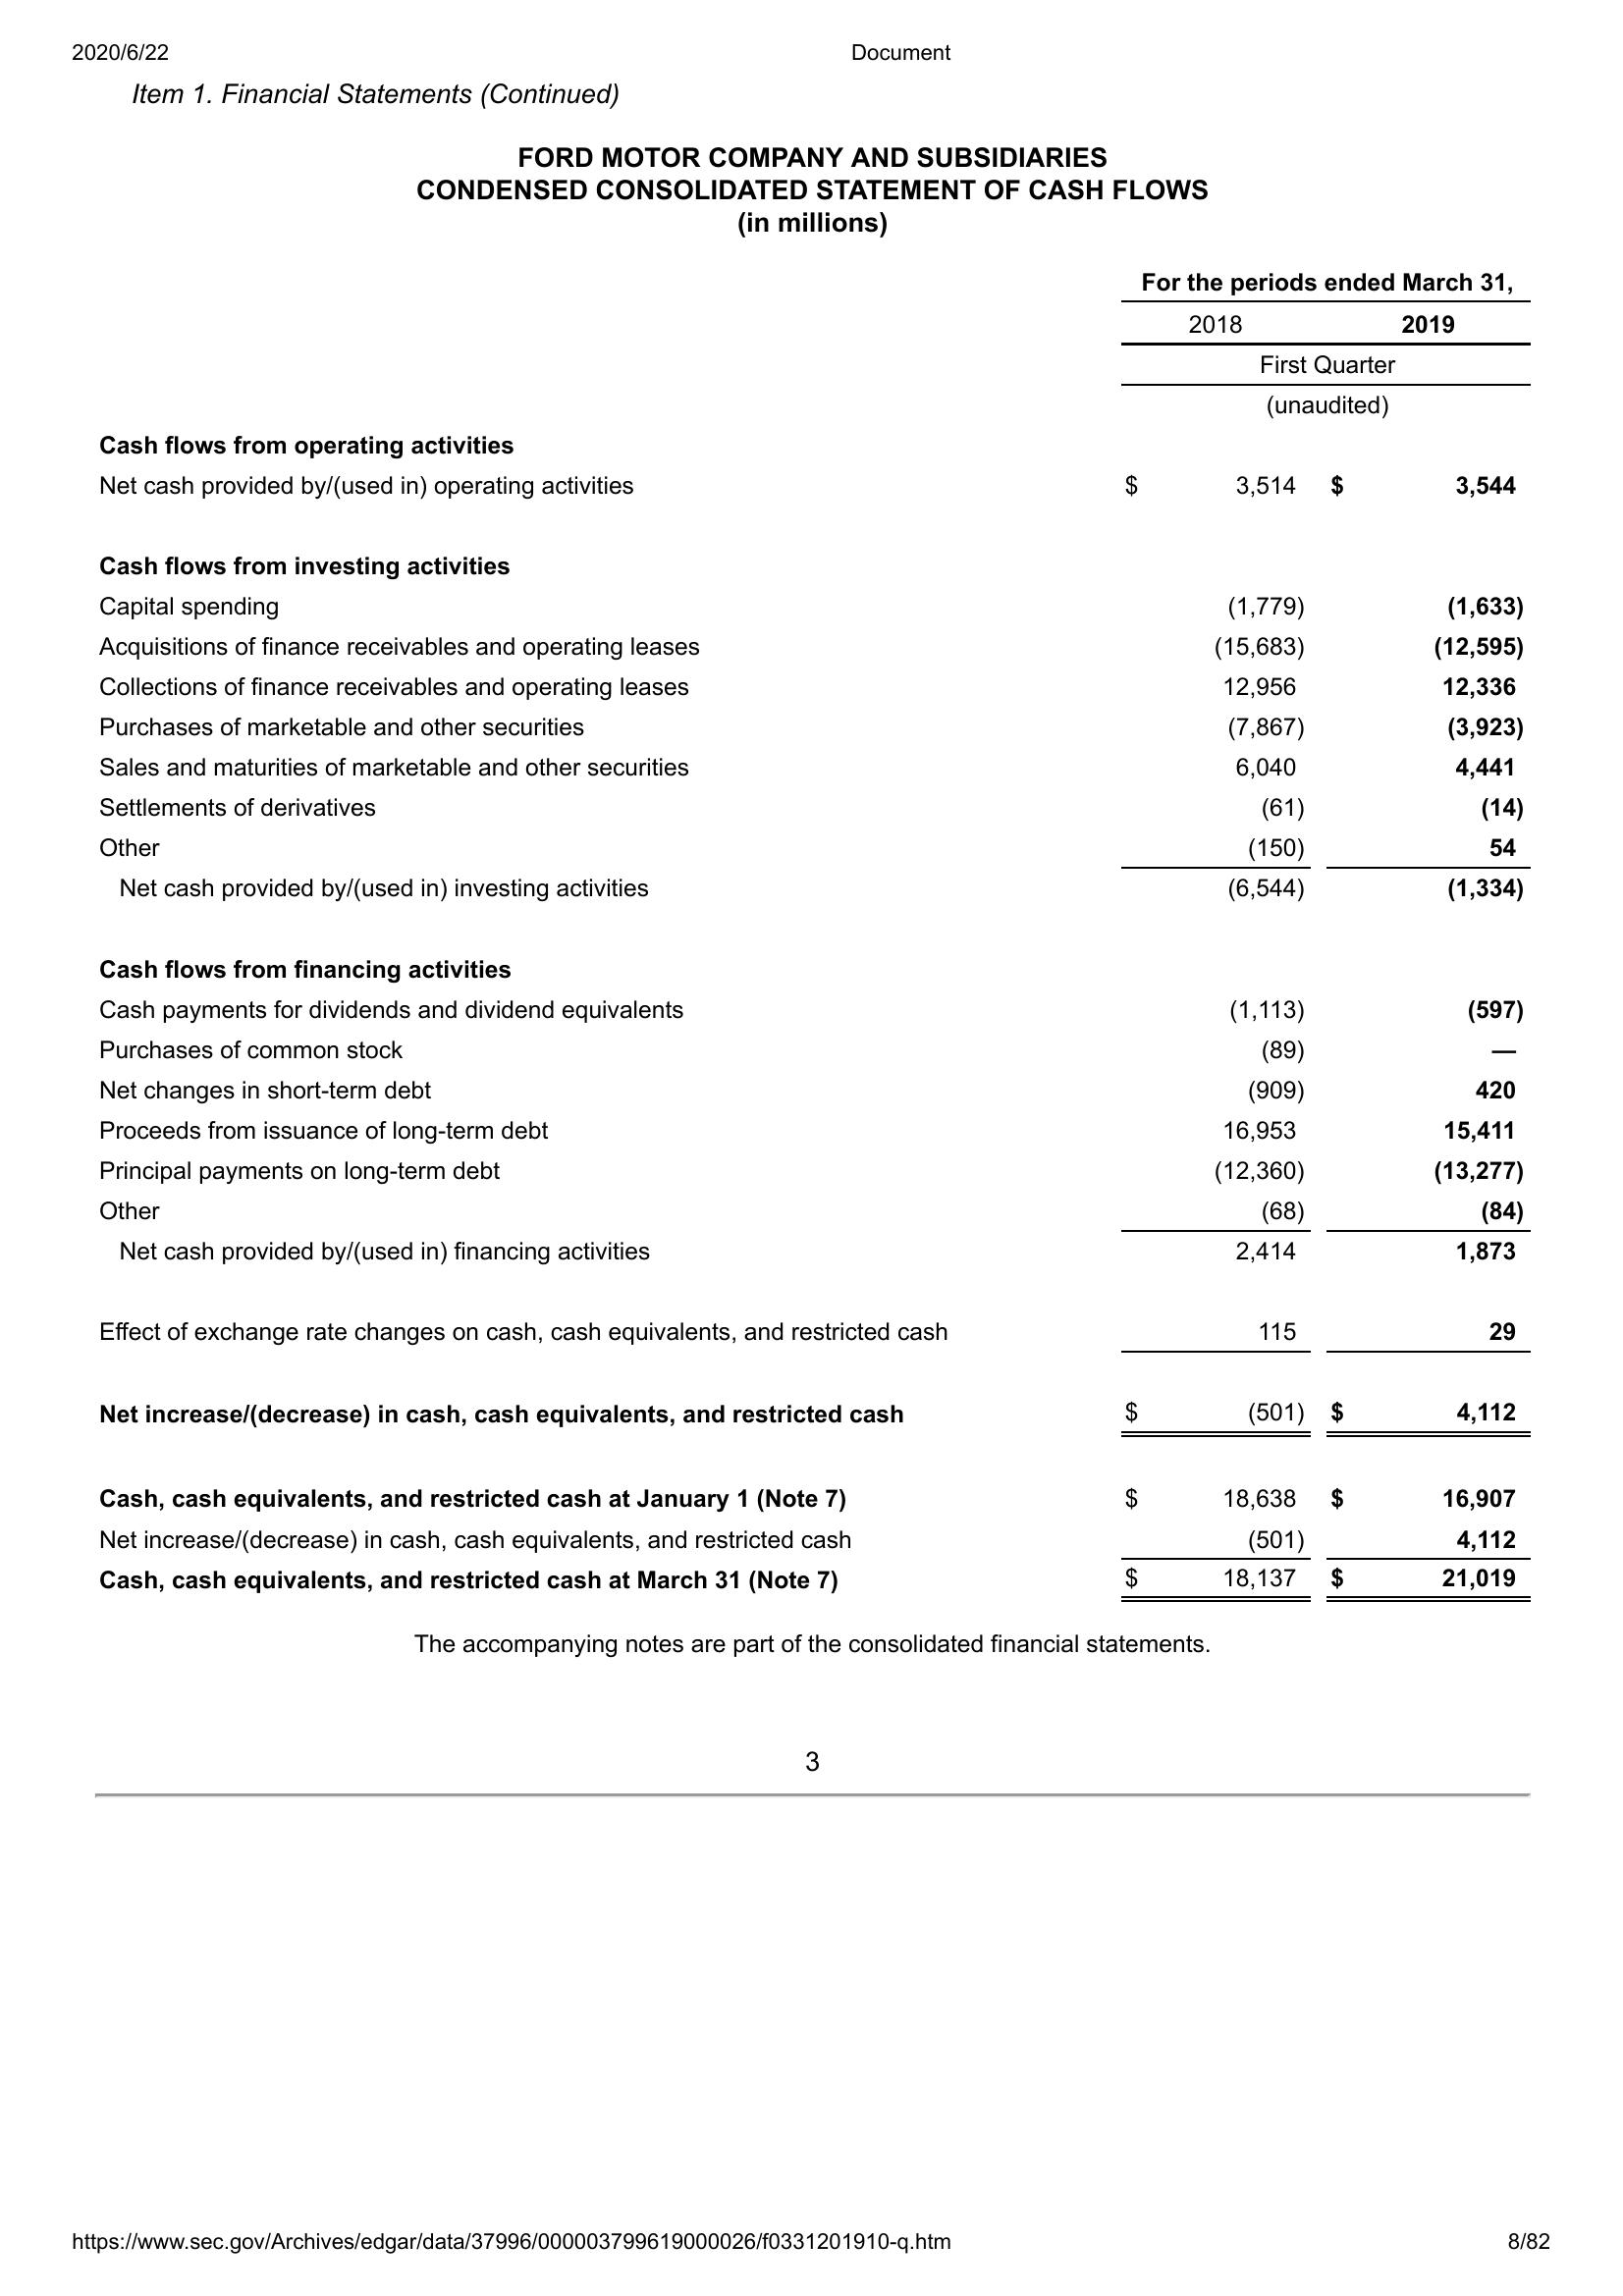 2020/6/22 Document
Item 1. Financial Statements (Continued)
FORD MOTOR COMPANY AND SUBSIDIARIES
CONDENSED CONSOLIDATED STATEMENT OF CASH FLOWS
(in millions)
For the periods ended March 31,
2018 2019
First Quarter
(unaudited)
Cash flows from operating activities
Net cash provided by/(used in) operating activities $ 3,514 $ 3,544
Cash flows from investing activities
Capital spending (1,779) (1,633)
Acquisitions of finance receivables and operating leases (15,683) (12,595)
Collections of finance receivables and operating leases 12,956 12,336
Purchases of marketable and other securities (7,867) (3,923)
Sales and maturities of marketable and other securities 6,040 4,441
Settlements of derivatives (61) (14)
Other (150) 54
Net cash provided by/(used in) investing activities (6,544) (1,334)
Cash flows from financing activities
Cash payments for dividends and dividend equivalents (1,113) (597)
Purchases of common stock (89) —
Net changes in short-term debt (909) 420
Proceeds from issuance of long-term debt 16,953 15,411
Principal payments on long-term debt (12,360) (13,277)
Other (68) (84)
Net cash provided by/(used in) financing activities 2,414 1,873
Effect of exchange rate changes on cash, cash equivalents, and restricted cash 115 29
Net increase/(decrease) in cash, cash equivalents, and restricted cash $ (501) $ 4,112
Cash, cash equivalents, and restricted cash at January 1 (Note 7) $ 18,638 $ 16,907
Net increase/(decrease) in cash, cash equivalents, and restricted cash (501) 4,112
Cash, cash equivalents, and restricted cash at March 31 (Note 7) $ 18,137 $ 21,019
The accompanying notes are part of the consolidated financial statements.
3
https://www.sec.gov/Archives/edgar/data/37996/000003799619000026/f0331201910-q.htm 8/82